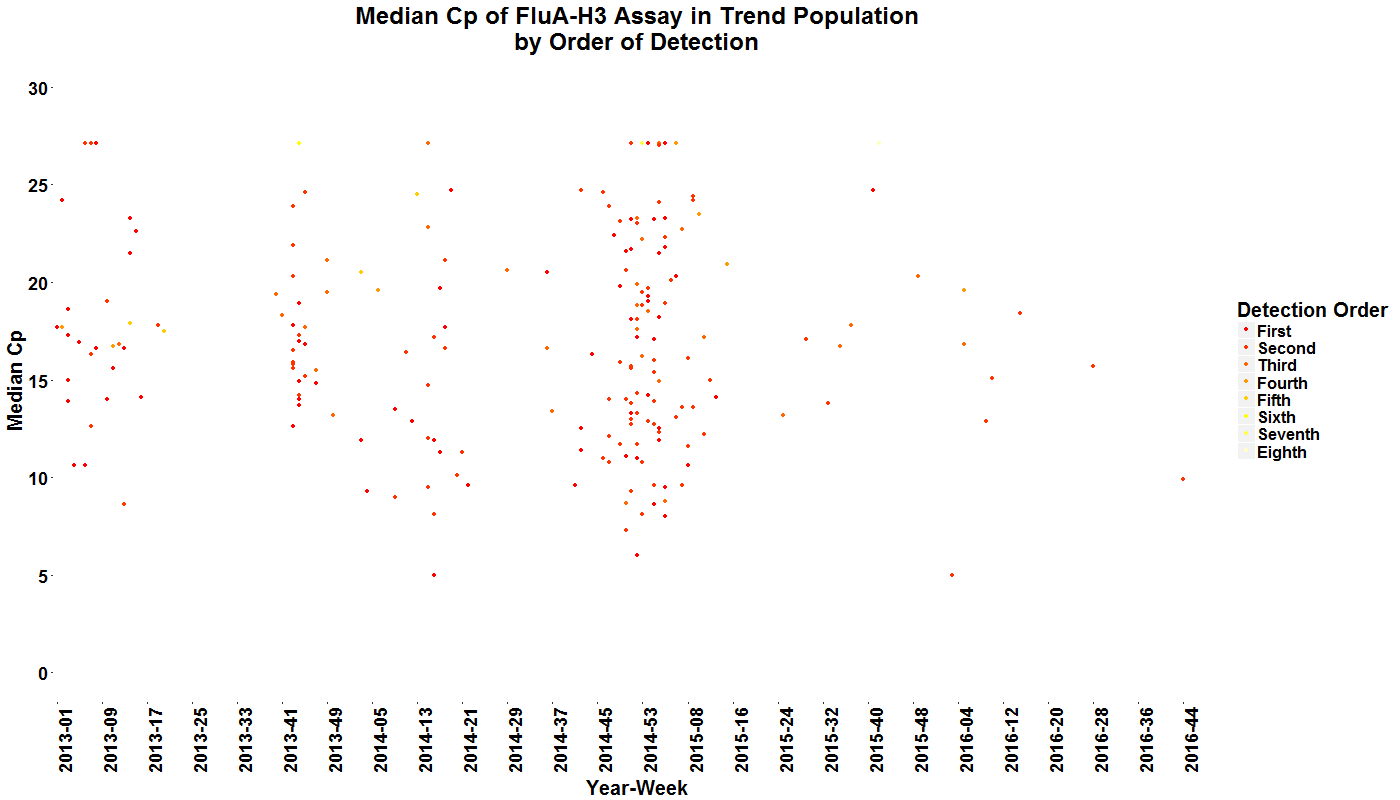 Median Cp of FluA-H3 Assay in Trend Population
by Order of Detection
Median Cp
30
25
20
15
10
5
0
2013-01
2013-09
2013-17
2013-25
2013-33
2013-41
2013-49
2014-05
2014-13
2014-21
2014-29
2014-37
2014-45
2014-53
2015-08
2015-16
2015-24
2015-32
2015-40
2015-48
2016-04
2016-12
2016-20
2016-28
2016-36
2016-44
Year-Week
Detection Order
First
Second
Third
Fourth
Fifth
Sixth
Seventh
Eighth